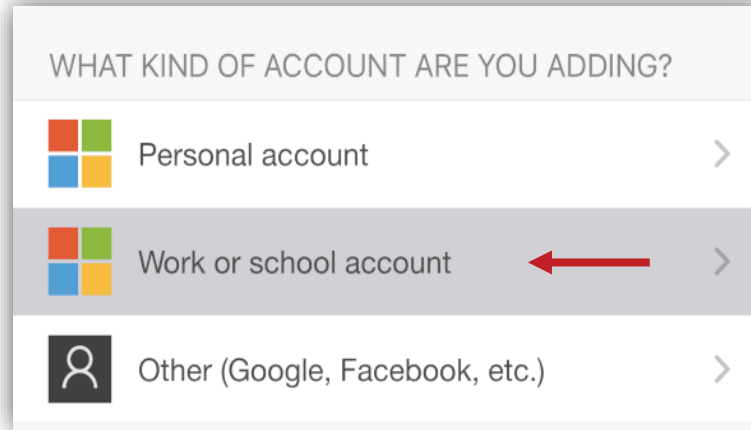 WHAT KIND OF ACCOUNT ARE YOU ADDING?
Personal account
Work or school account
Other (Google, Facebook, etc.)